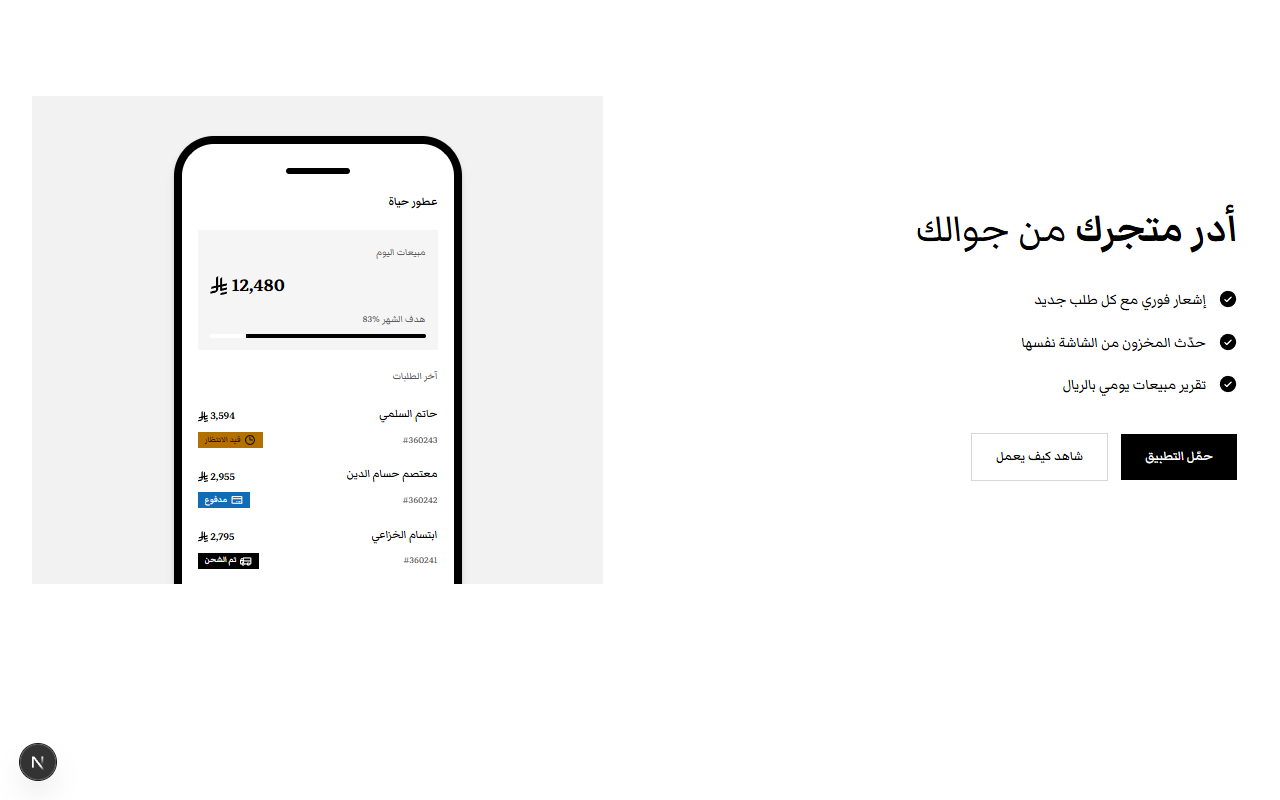 أدر متجرك من جوالك
إشعار فوري مع كل طلب جديد
حدّث المخزون من الشاشة نفسها
تقرير مبيعات يومي بالريال
حمّل التطبيق
شاهد كيف يعمل
عطور حياة
مبيعات اليوم
12,480 ⃁
هدف الشهر 83%
آخر الطلبات
حاتم السلمي
3,594 ⃁
#360243
قيد الانتظار
معتصم حسام الدين
2,955 ⃁
#360242
مدفوع
ابتسام الخزاعي
2,795 ⃁
#360241
تم الشحن
N